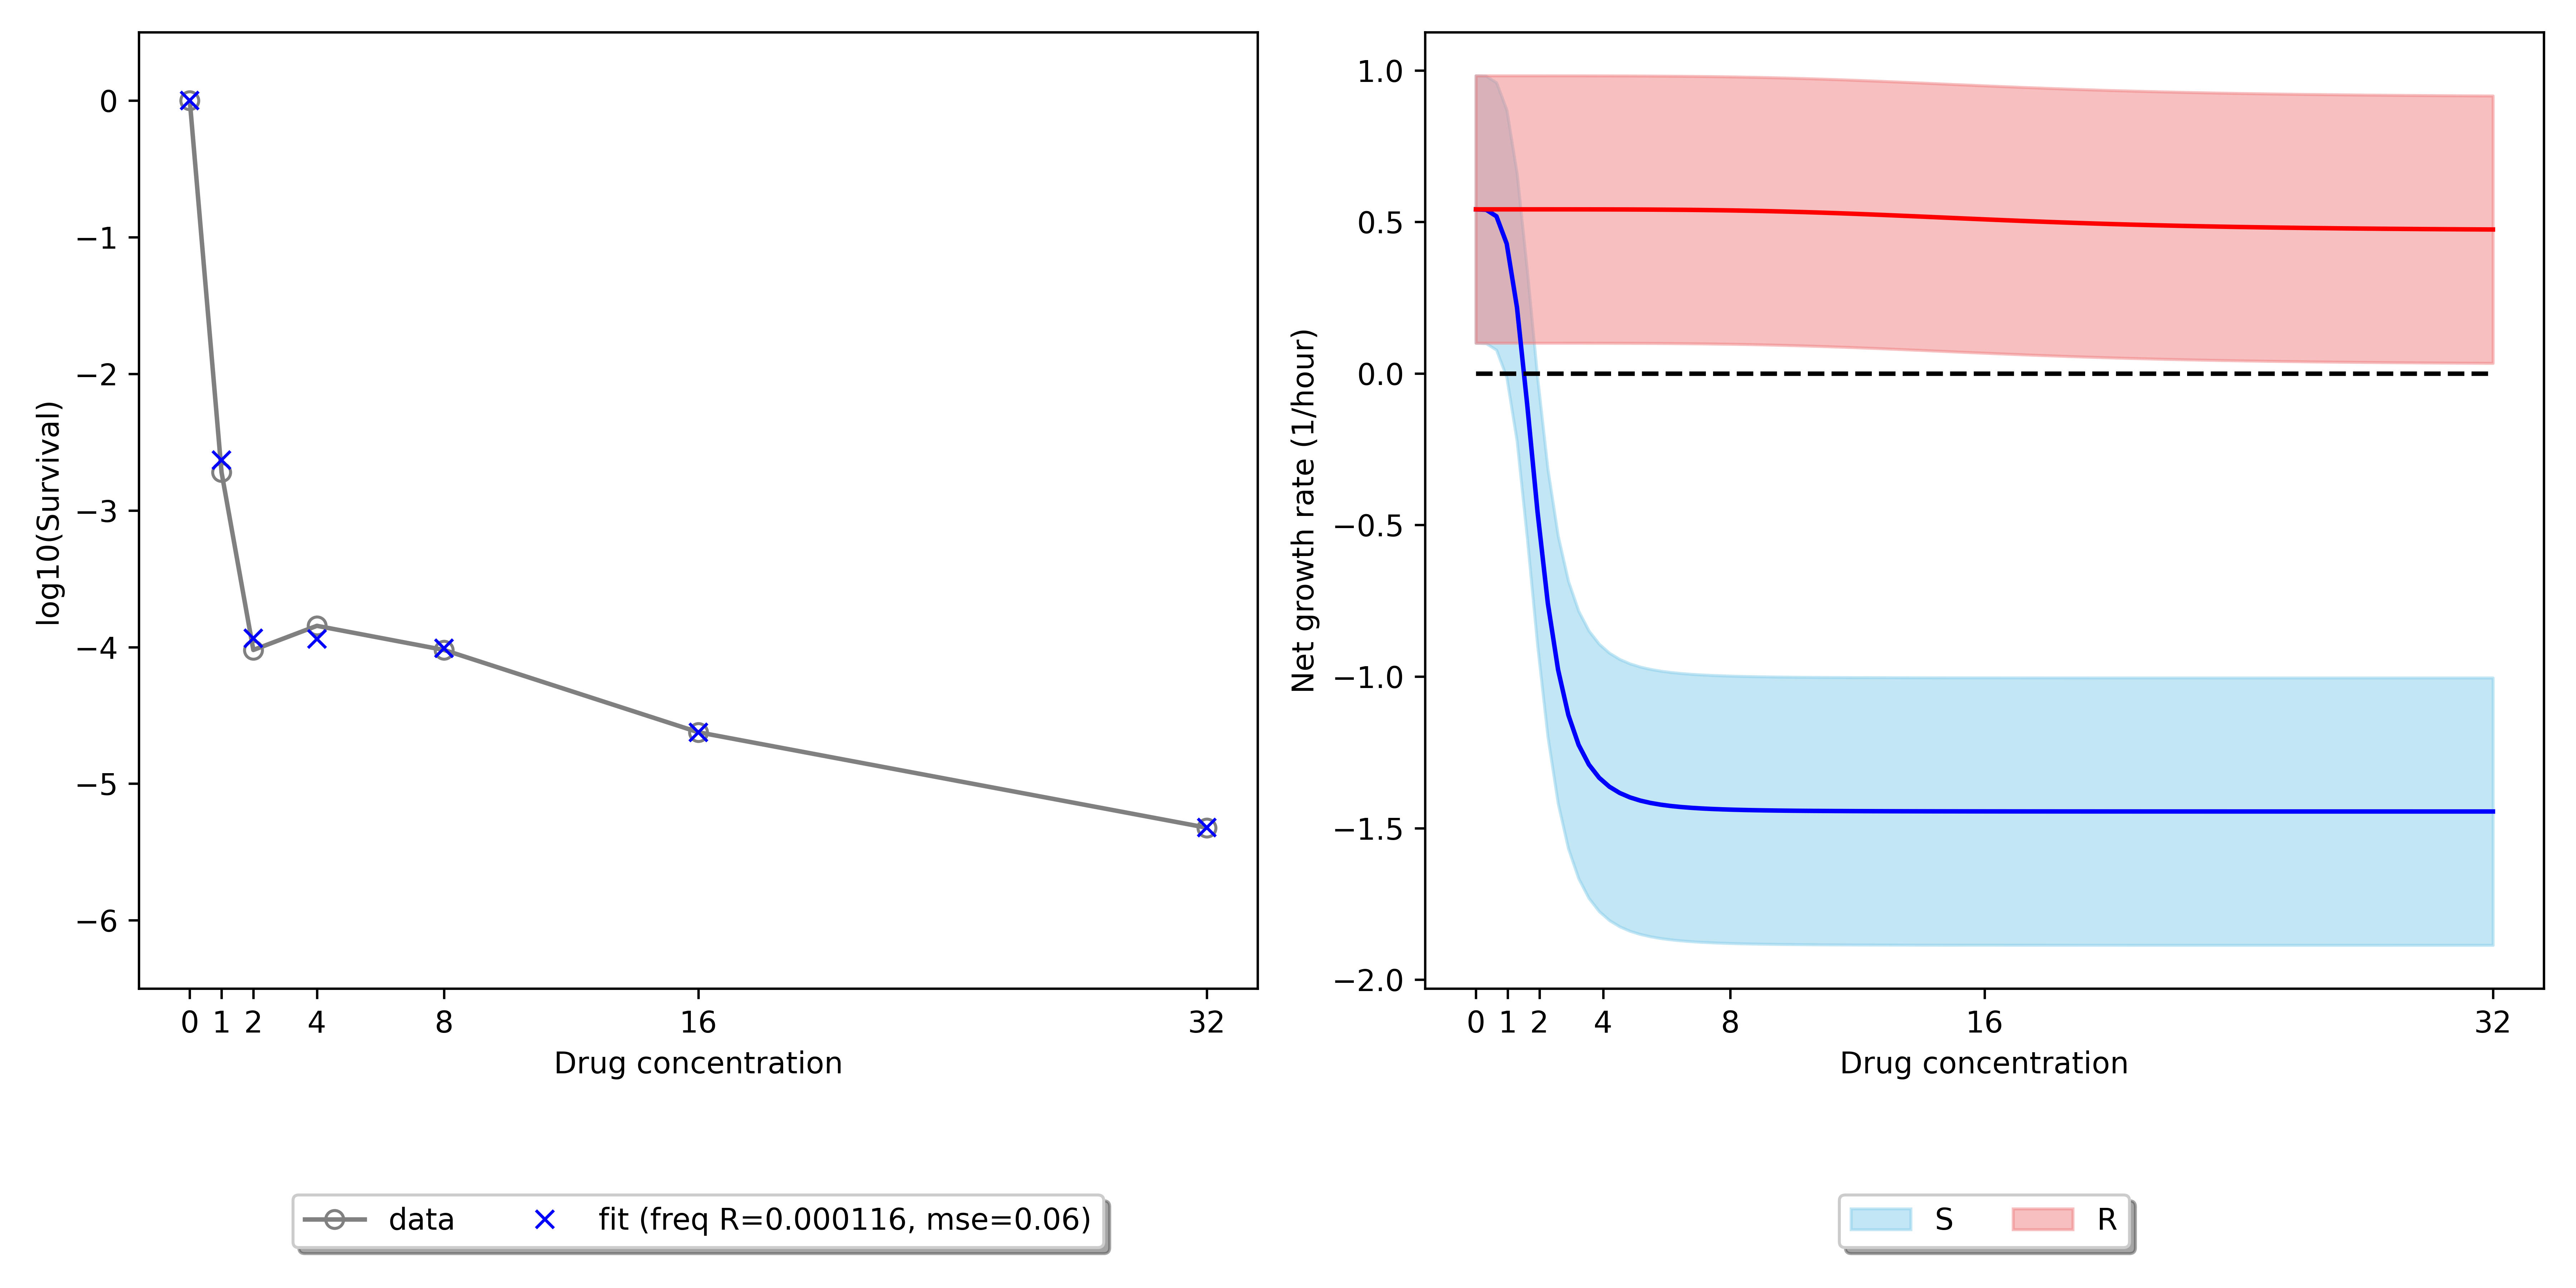 0
−1
−2
−3
−4
−5
−6
log10(Survival)
0 1 2 4 8 16 32
Drug concentration
data
fit (freq R=0.000116, mse=0.06)
1.0
0.5
0.0
−0.5
−1.0
−1.5
−2.0
Net growth rate (1/hour)
0 1 2 4 8 16 32
Drug concentration
S
R